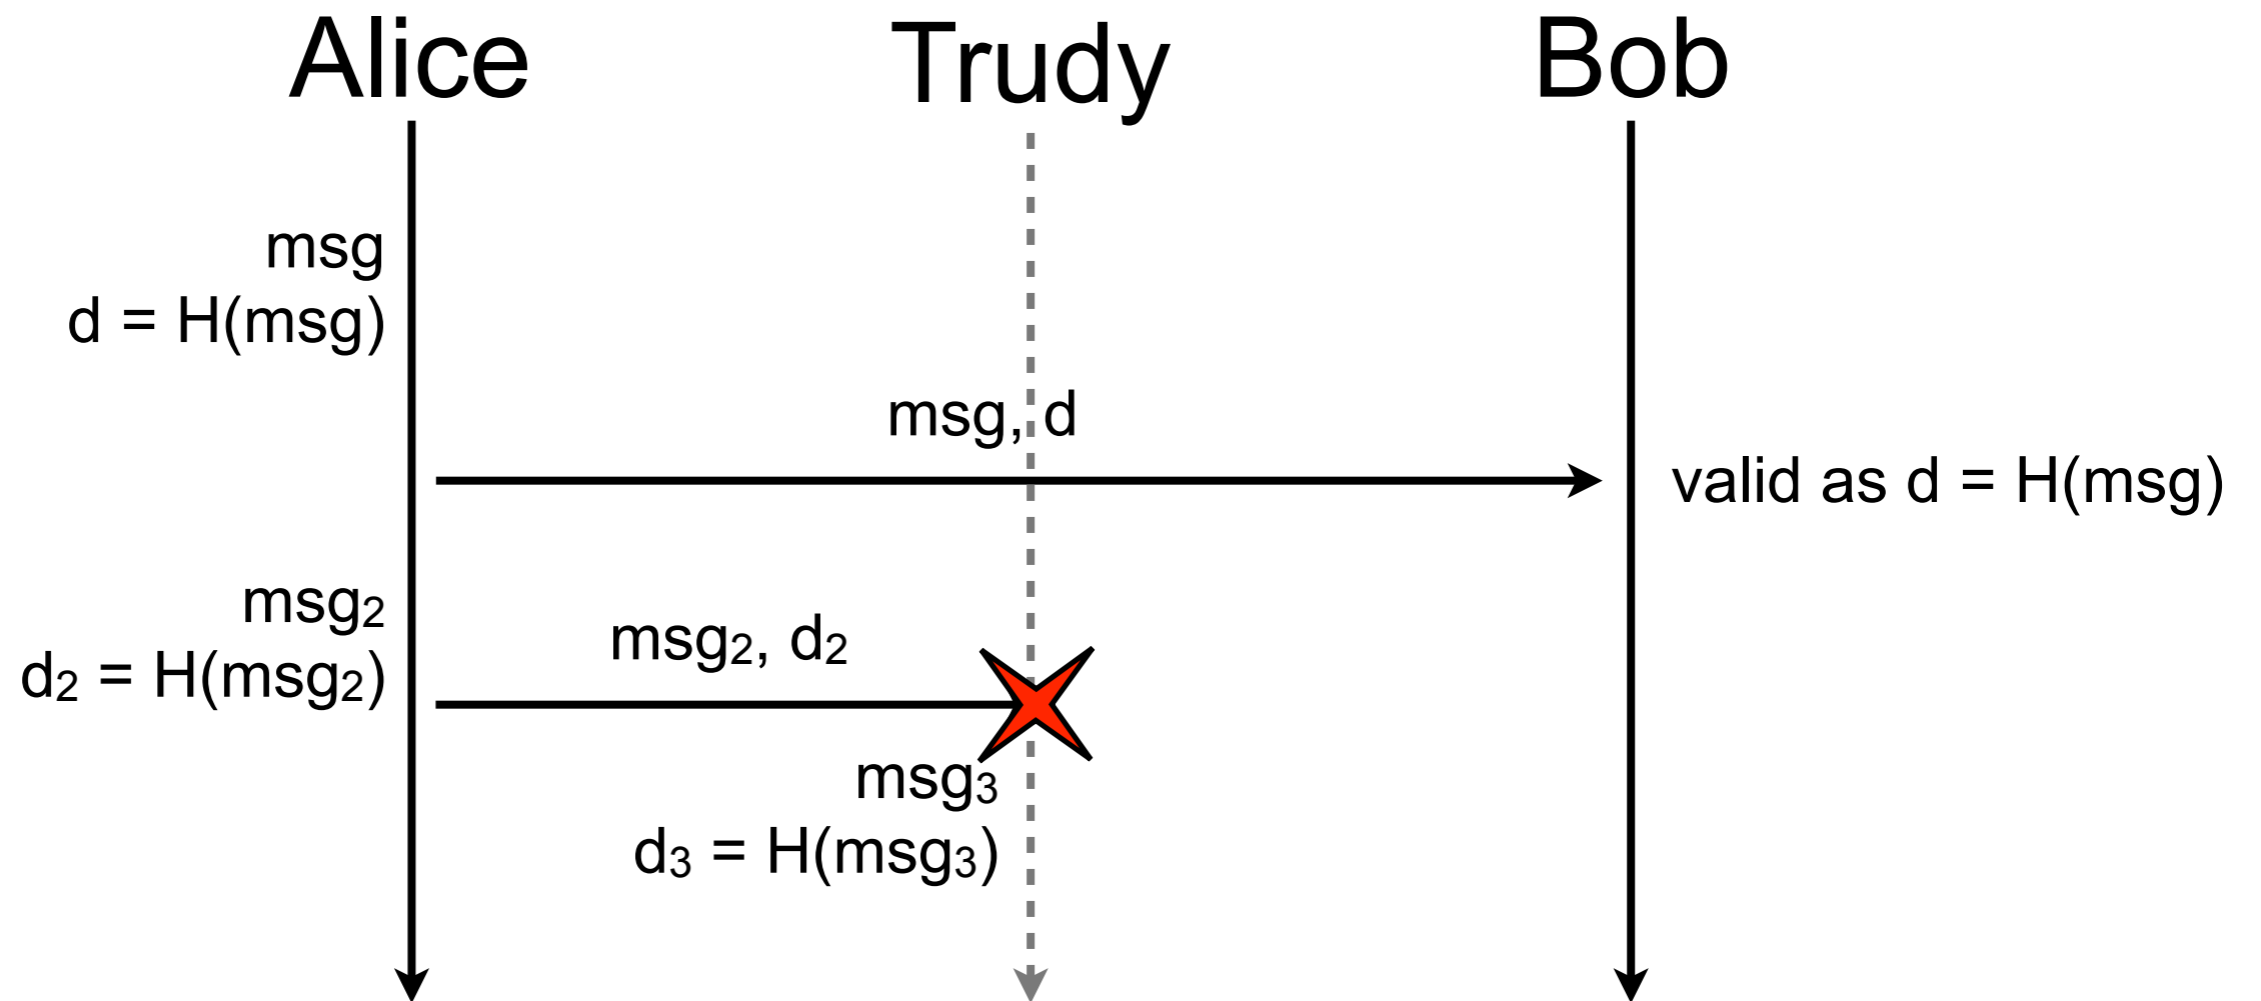 Alice
Trudy
Bob
msg
d = H(msg)
msg, d
valid as d = H(msg)
msg₂
d₂ = H(msg₂)
msg₂, d₂
msg₃
d₃ = H(msg₃)